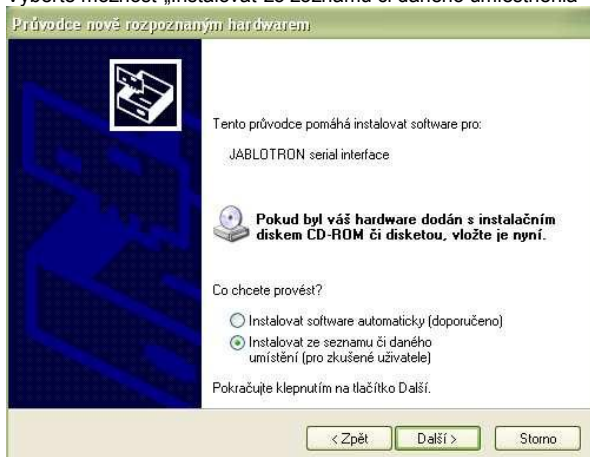 Vyberte možnost „Instalovat ze seznamu či daného umístnění“
Průvodce nově rozpoznaným hardwarem
Tento průvodce pomáhá instalovat software pro:
JABLOTRON serial interface
Pokud byl váš hardware dodán s instalačním
diskem CD-ROM či disketou, vložte je nyní.
Co chcete provést?
Instalovat software automaticky (doporučeno)
Instalovat ze seznamu či daného
umístění (pro zkušené uživatele)
Pokračujte klepnutím na tlačítko Další.
< Zpět
Další >
Storno